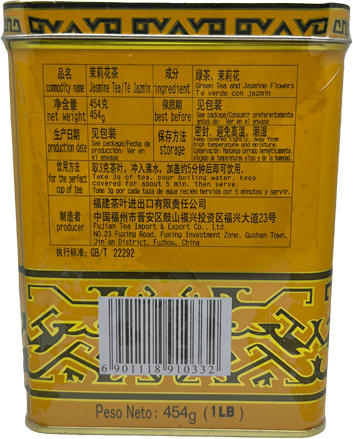 品名 茉莉花茶 成分 绿茶、茉莉花
commodity name Jasmine Tea/Té Jazmín ingredient Green Tea and Jasmine Flowers
Té verde con jazmín
净含量 454克 保质期 见包装
net weight 454g best before See package/Consumir preferentemente
antes de: Ver en el envase
生产日期 见包装 保存方法 密封，避免高温、潮湿
production date See package/Fecha de storage Keep covered tightly, away from
producción: Ver en high temperature and moisture.
el envase Conservación: Mantenga cerrado herméticamente,
alejado de temperaturas altas y de la humedad.
饮用方法 取3克茶叶，冲入沸水，加盖约5分钟后即可饮用。
for the perfect Take 3g of tea, pour boiling water, keep
cup of tea covered for about 5 min. then serve.
Tome 3g por cada taza de agua recién hervida por 5 minutos y servir.
制造者 福建茶叶进出口有限责任公司
producer 中国福州市晋安区鼓山福兴投资区福兴大道23号
Fujian Tea Import & Export Co., Ltd.
NO.23 Fuxing Road, Fuxing Investment Zone, Gushan Town,
Jin'an District, Fuzhou, China
执行标准: GB/T 22292
6 901118 910332
Peso Neto: 454g (1LB)